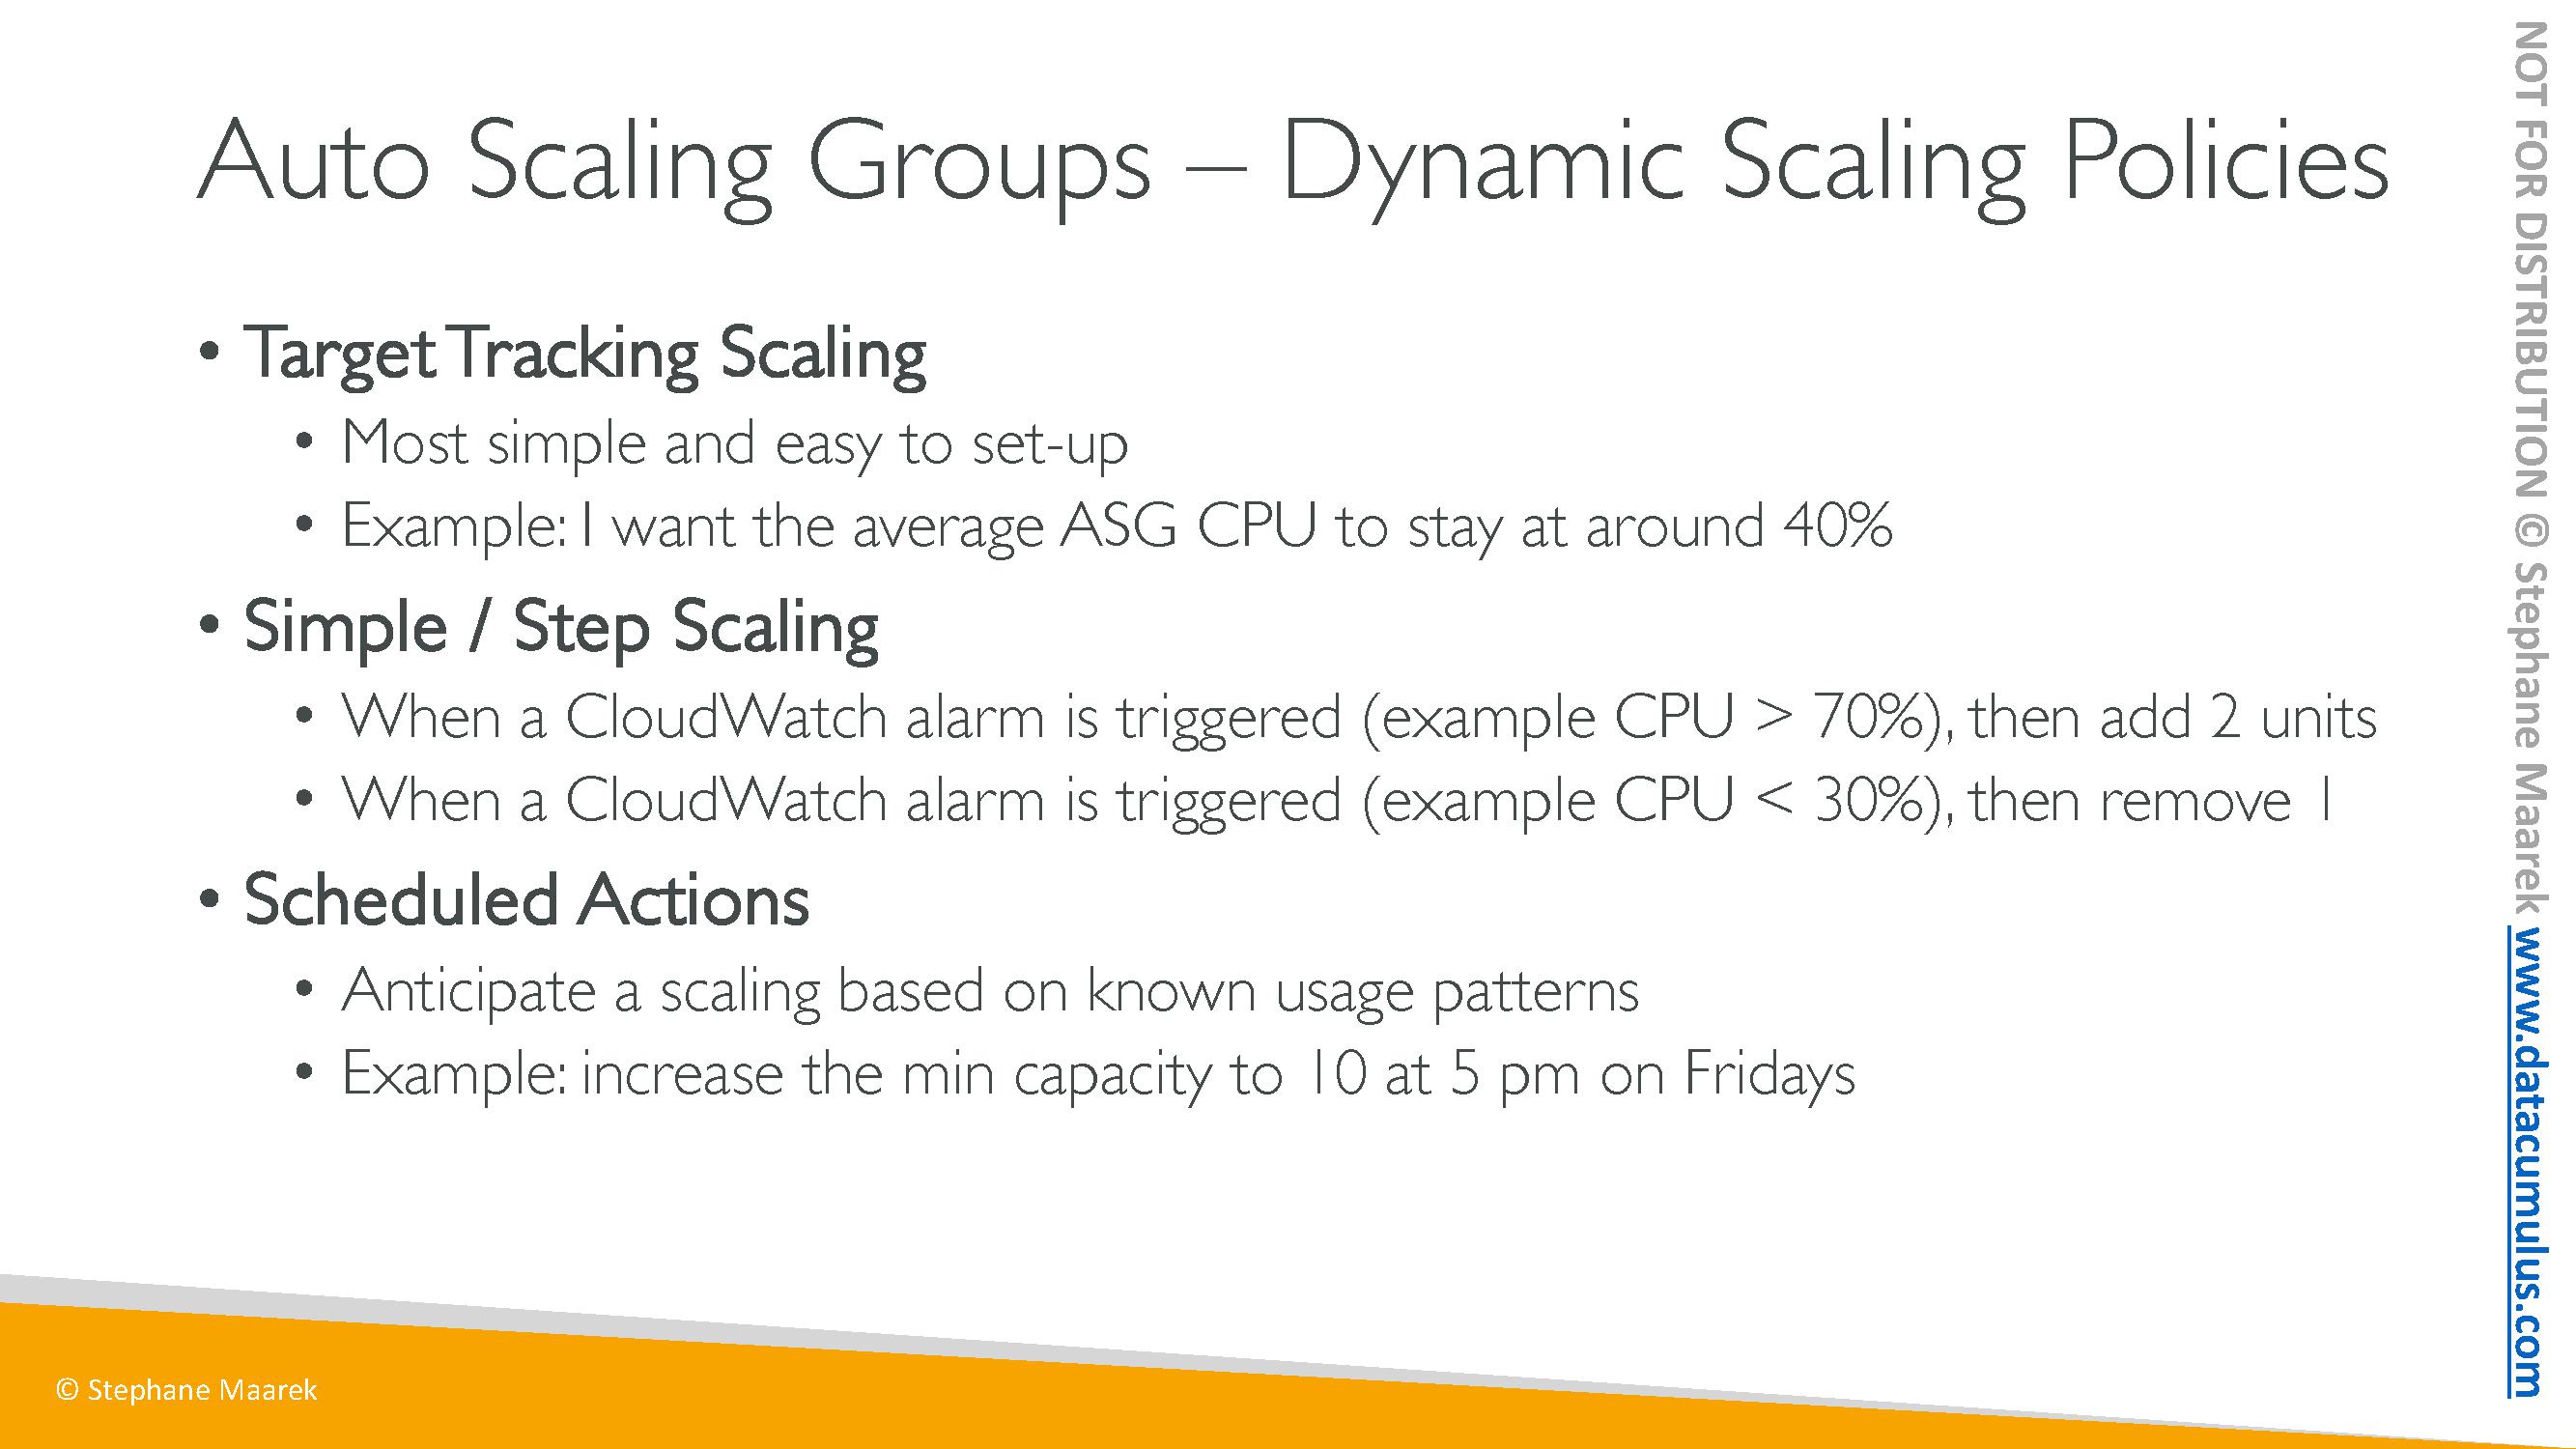 Auto Scaling Groups – Dynamic Scaling Policies
• Target Tracking Scaling
• Most simple and easy to set-up
• Example: I want the average ASG CPU to stay at around 40%
• Simple / Step Scaling
• When a CloudWatch alarm is triggered (example CPU > 70%), then add 2 units
• When a CloudWatch alarm is triggered (example CPU < 30%), then remove 1
• Scheduled Actions
• Anticipate a scaling based on known usage patterns
• Example: increase the min capacity to 10 at 5 pm on Fridays
© Stephane Maarek
NOT FOR DISTRIBUTION © Stephane Maarek www.datacumulus.com